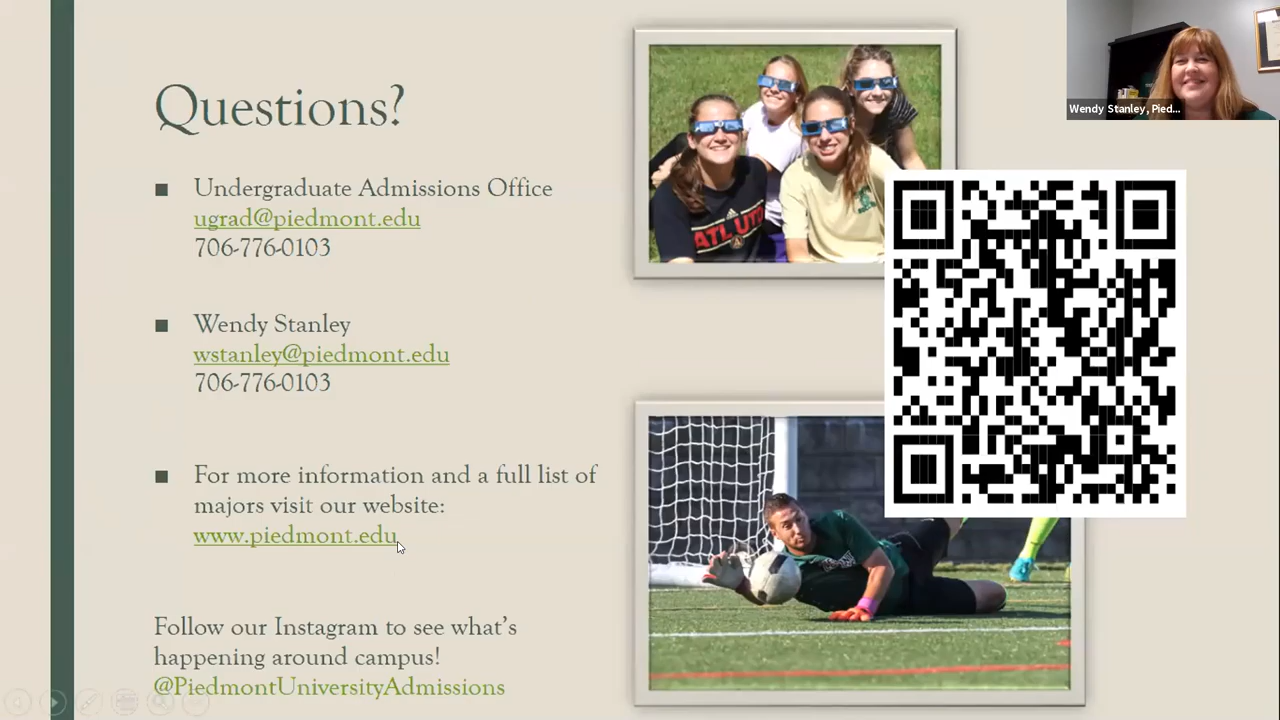 Questions?
Undergraduate Admissions Office
ugrad@piedmont.edu
706-776-0103
Wendy Stanley
wstanley@piedmont.edu
706-776-0103
For more information and a full list of
majors visit our website:
www.piedmont.edu
Follow our Instagram to see what's
happening around campus!
@PiedmontUniversityAdmissions
ATL UTD
Wendy Stanley, Pied...